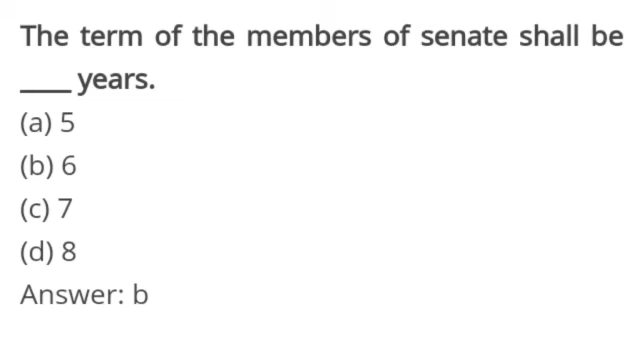 The term of the members of senate shall be
____ years.
(a) 5
(b) 6
(c) 7
(d) 8
Answer: b